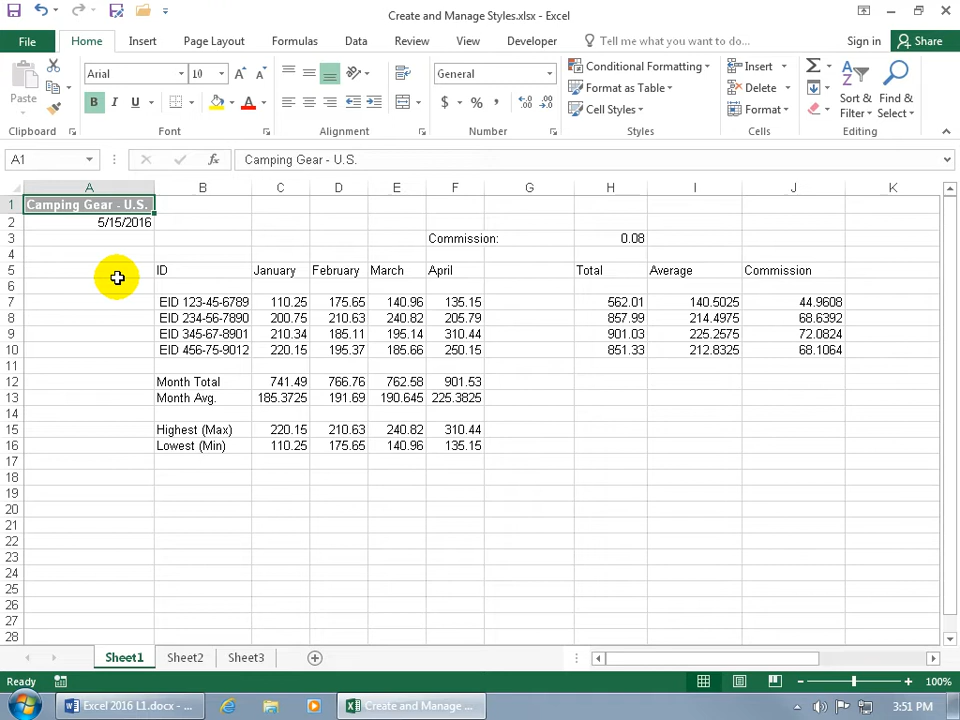 Create and Manage Styles.xlsx - Excel
File Home Insert Page Layout Formulas Data Review View Developer Tell me what you want to do... Sign in Share
Paste Arial 10 A A General Conditional Formatting Insert Σ A Z
B I U A $ % , .0 .00 .00 .0 Format as Table Delete Sort & Find &
Cell Styles Format Filter Select
Clipboard Font Alignment Number Styles Cells Editing
A1 fx Camping Gear - U.S.
A B C D E F G H I J K
1 Camping Gear - U.S.
2 5/15/2016
3 Commission: 0.08
4
5 ID January February March April Total Average Commission
6
7 EID 123-45-6789 110.25 175.65 140.96 135.15 562.01 140.5025 44.9608
8 EID 234-56-7890 200.75 210.63 240.82 205.79 857.99 214.4975 68.6392
9 EID 345-67-8901 210.34 185.11 195.14 310.44 901.03 225.2575 72.0824
10 EID 456-75-9012 220.15 195.37 185.66 250.15 851.33 212.8325 68.1064
11
12 Month Total 741.49 766.76 762.58 901.53
13 Month Avg. 185.3725 191.69 190.645 225.3825
14
15 Highest (Max) 220.15 210.63 240.82 310.44
16 Lowest (Min) 110.25 175.65 140.96 135.15
17
18
19
20
21
22
23
24
25
26
27
28
Sheet1 Sheet2 Sheet3
Ready 100%
Excel 2016 L1.docx - ... Create and Manage ... 3:51 PM